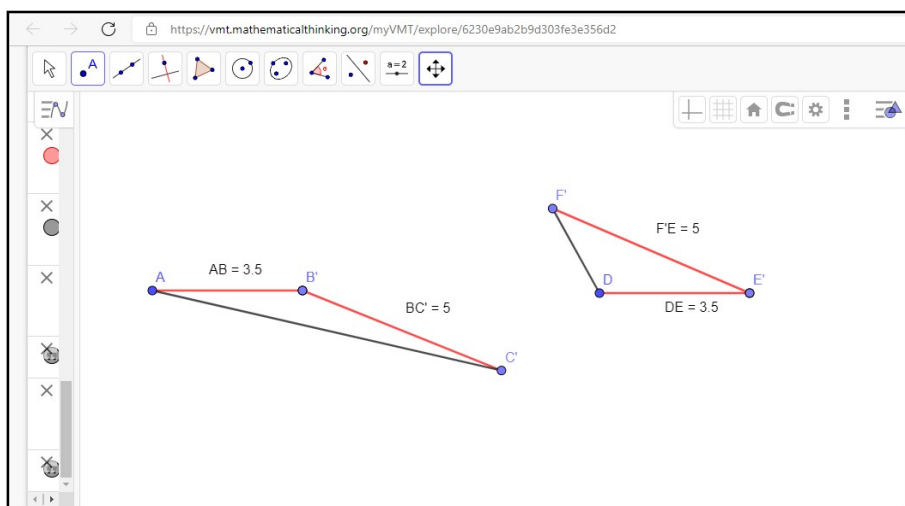 https://vmt.mathematicalthinking.org/myVMT/explore/6230e9ab2b9d303fe3e356d2
A
a=2
F'
F'E = 5
AB = 3.5
A
B'
D
E'
BC' = 5
DE = 3.5
C'